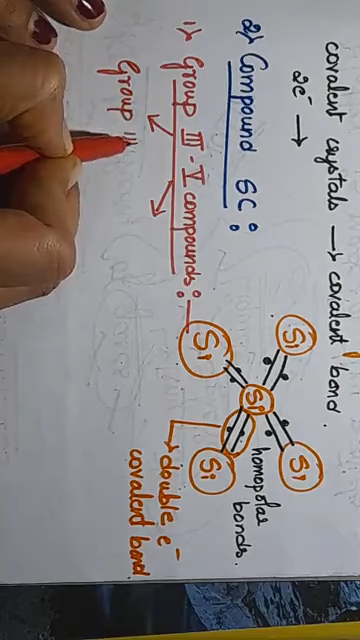 covalent crystals → covalent bond.
2e⁻ →
Si
Si
Si
Si
Si
homopolar
bonds.
→ double e⁻
covalent bond
2) Compound SC :
1) Group III - V compounds :-
Group III